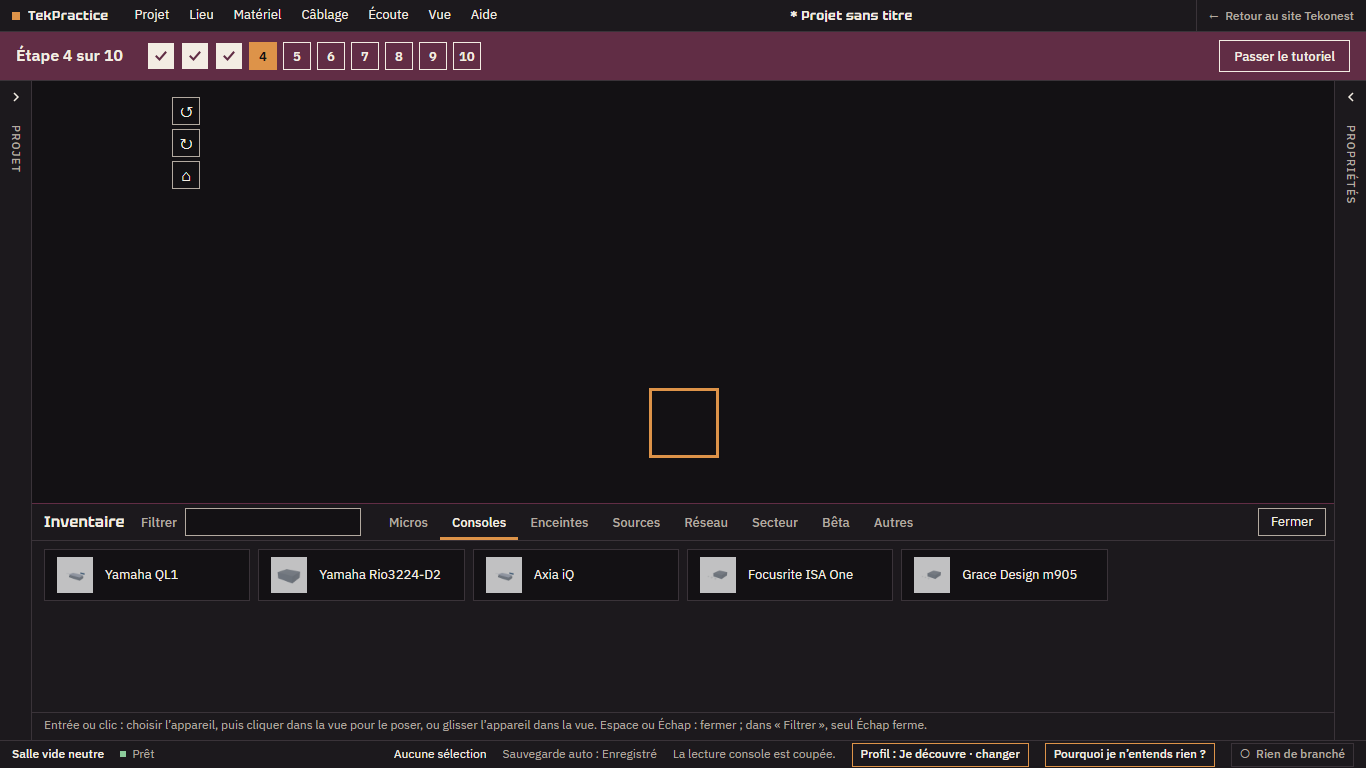 TekPractice Projet Lieu Matériel Câblage Écoute Vue Aide * Projet sans titre ← Retour au site Tekonest
Étape 4 sur 10 4 5 6 7 8 9 10 Passer le tutoriel
PROJET
PROPRIÉTÉS
Inventaire Filtrer Micros Consoles Enceintes Sources Réseau Secteur Bêta Autres Fermer
Yamaha QL1 Yamaha Rio3224-D2 Axia iQ Focusrite ISA One Grace Design m905
Entrée ou clic : choisir l’appareil, puis cliquer dans la vue pour le poser, ou glisser l’appareil dans la vue. Espace ou Échap : fermer ; dans « Filtrer », seul Échap ferme.
Salle vide neutre Prêt Aucune sélection Sauvegarde auto : Enregistré La lecture console est coupée. Profil : Je découvre · changer Pourquoi je n’entends rien ? Rien de branché